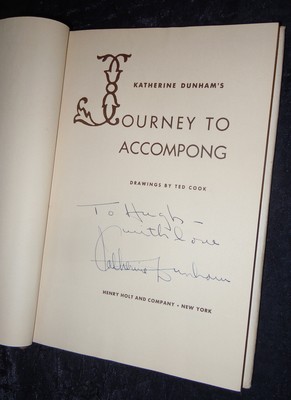 KATHERINE DUNHAM'S
JOURNEY TO
ACCOMPONG
DRAWINGS BY TED COOK
To Hugh –
with love
Katherine Dunham
HENRY HOLT AND COMPANY • NEW YORK